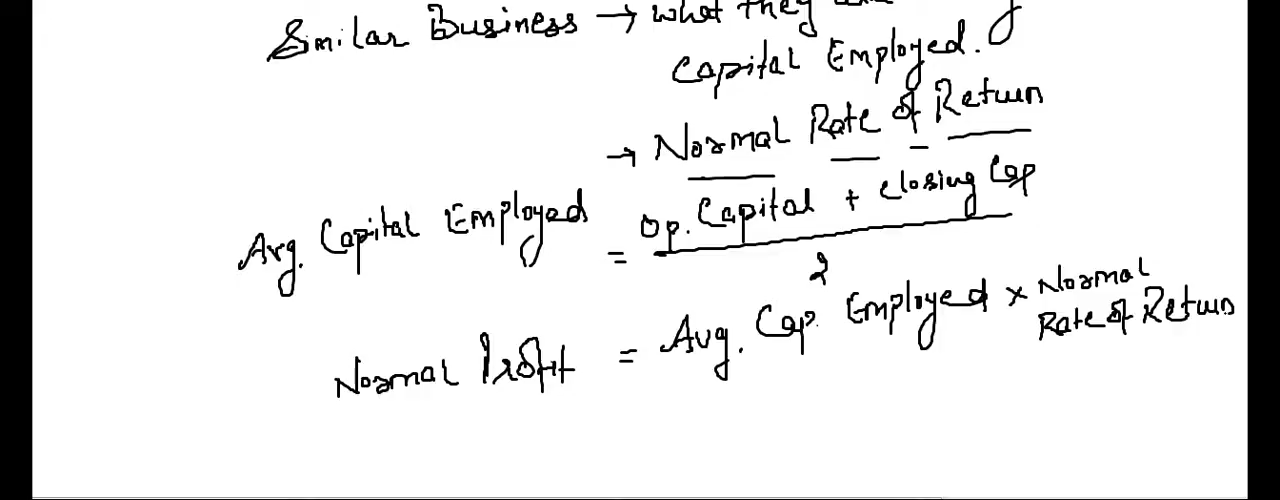 Similar Business → what they
Capital Employed.
→ Normal Rate of Return
Avg. Capital Employed = Op. Capital + Closing Cap
2
Normal Profit = Avg. Cap. Employed × Normal
Rate of Return